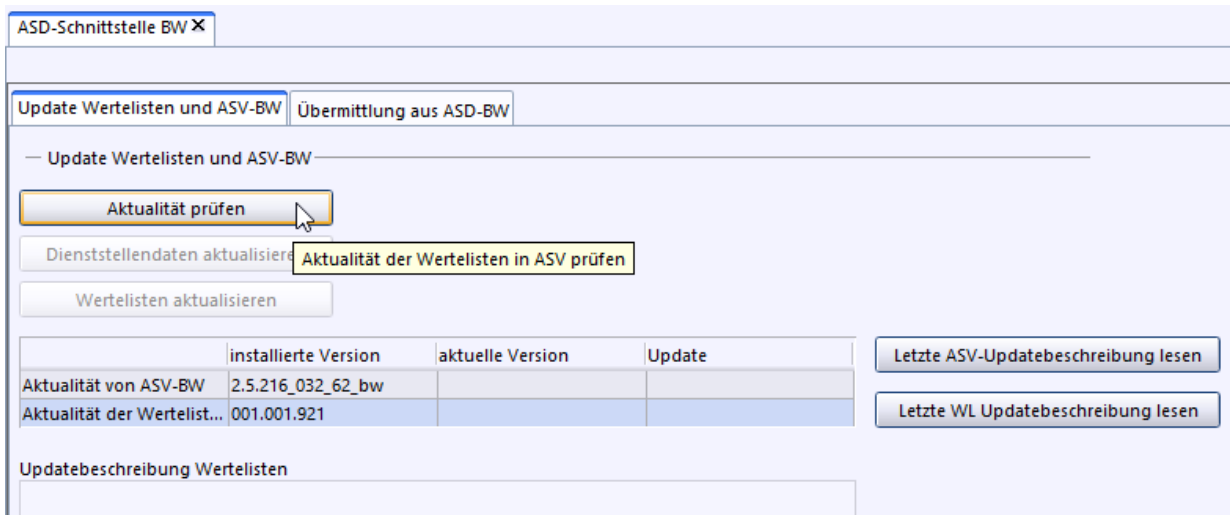 ASD-Schnittstelle BW X
Update Wertelisten und ASV-BW Übermittlung aus ASD-BW
Update Wertelisten und ASV-BW
Aktualität prüfen
Dienststellendaten aktualisiere
Aktualität der Wertelisten in ASV prüfen
Wertelisten aktualisieren
installierte Version aktuelle Version Update
Aktualität von ASV-BW 2.5.216_032_62_bw
Aktualität der Wertelist... 001.001.921
Letzte ASV-Updatebeschreibung lesen
Letzte WL Updatebeschreibung lesen
Updatebeschreibung Wertelisten